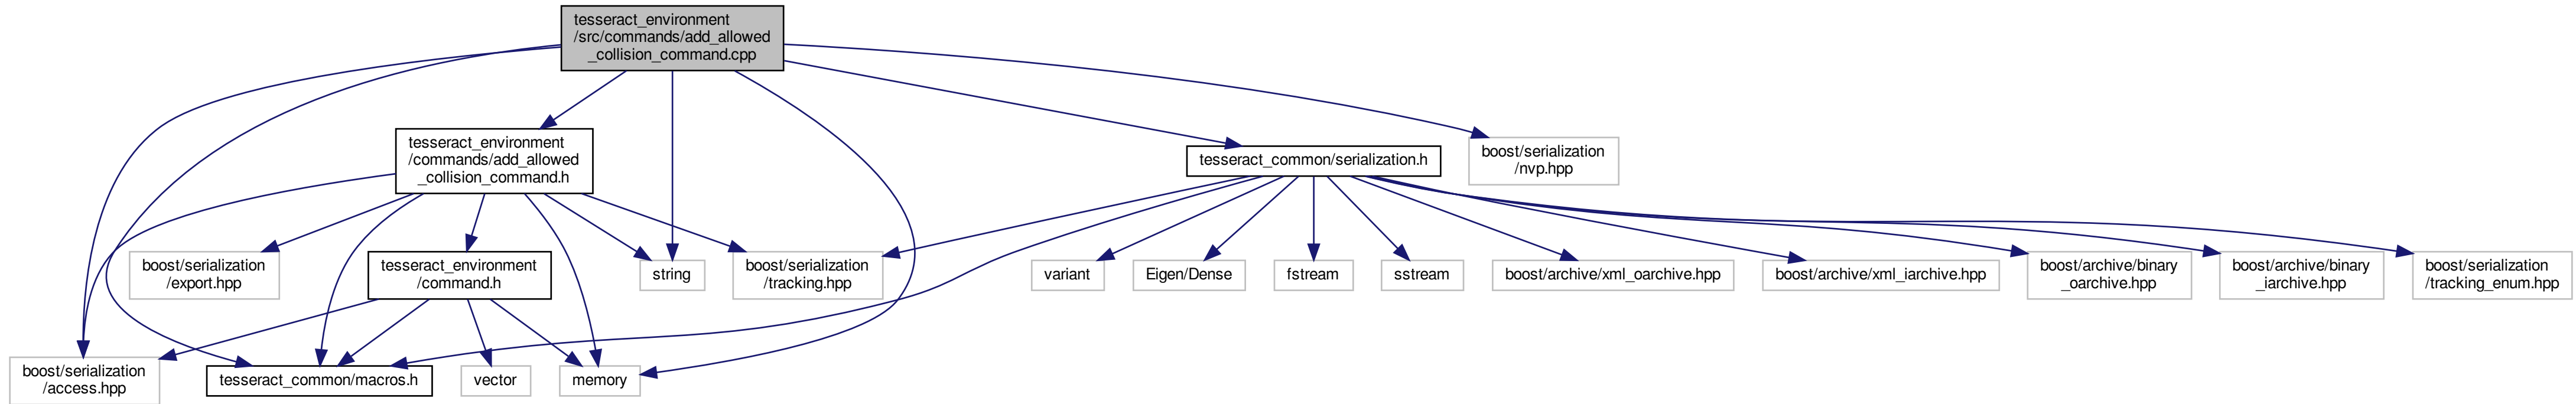 tesseract_environment
/src/commands/add_allowed
_collision_command.cpp
tesseract_environment
/commands/add_allowed
_collision_command.h
tesseract_common/serialization.h
boost/serialization
/nvp.hpp
boost/serialization
/export.hpp
tesseract_environment
/command.h
string
boost/serialization
/tracking.hpp
variant
Eigen/Dense
fstream
sstream
boost/archive/xml_oarchive.hpp
boost/archive/xml_iarchive.hpp
boost/archive/binary
_oarchive.hpp
boost/archive/binary
_iarchive.hpp
boost/serialization
/tracking_enum.hpp
boost/serialization
/access.hpp
tesseract_common/macros.h
vector
memory